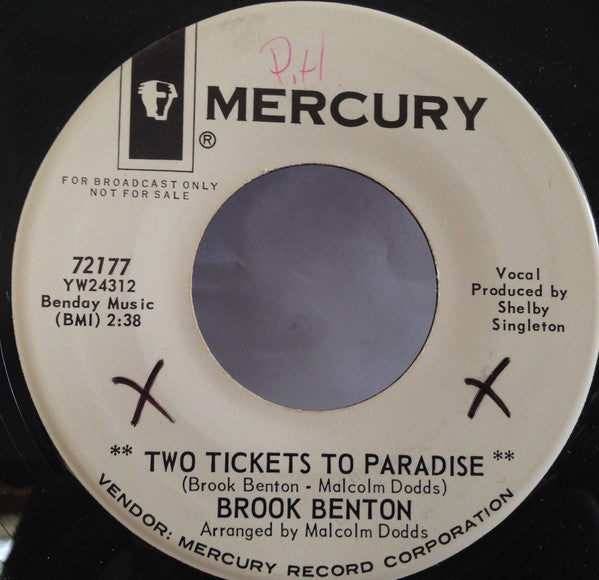 P.H.
MERCURY
®
FOR BROADCAST ONLY
NOT FOR SALE
72177
YW24312
Benday Music
(BMI) 2:38
Vocal
Produced by
Shelby
Singleton
X
X
** TWO TICKETS TO PARADISE **
(Brook Benton - Malcolm Dodds)
BROOK BENTON
Arranged by Malcolm Dodds
VENDOR: MERCURY RECORD CORPORATION